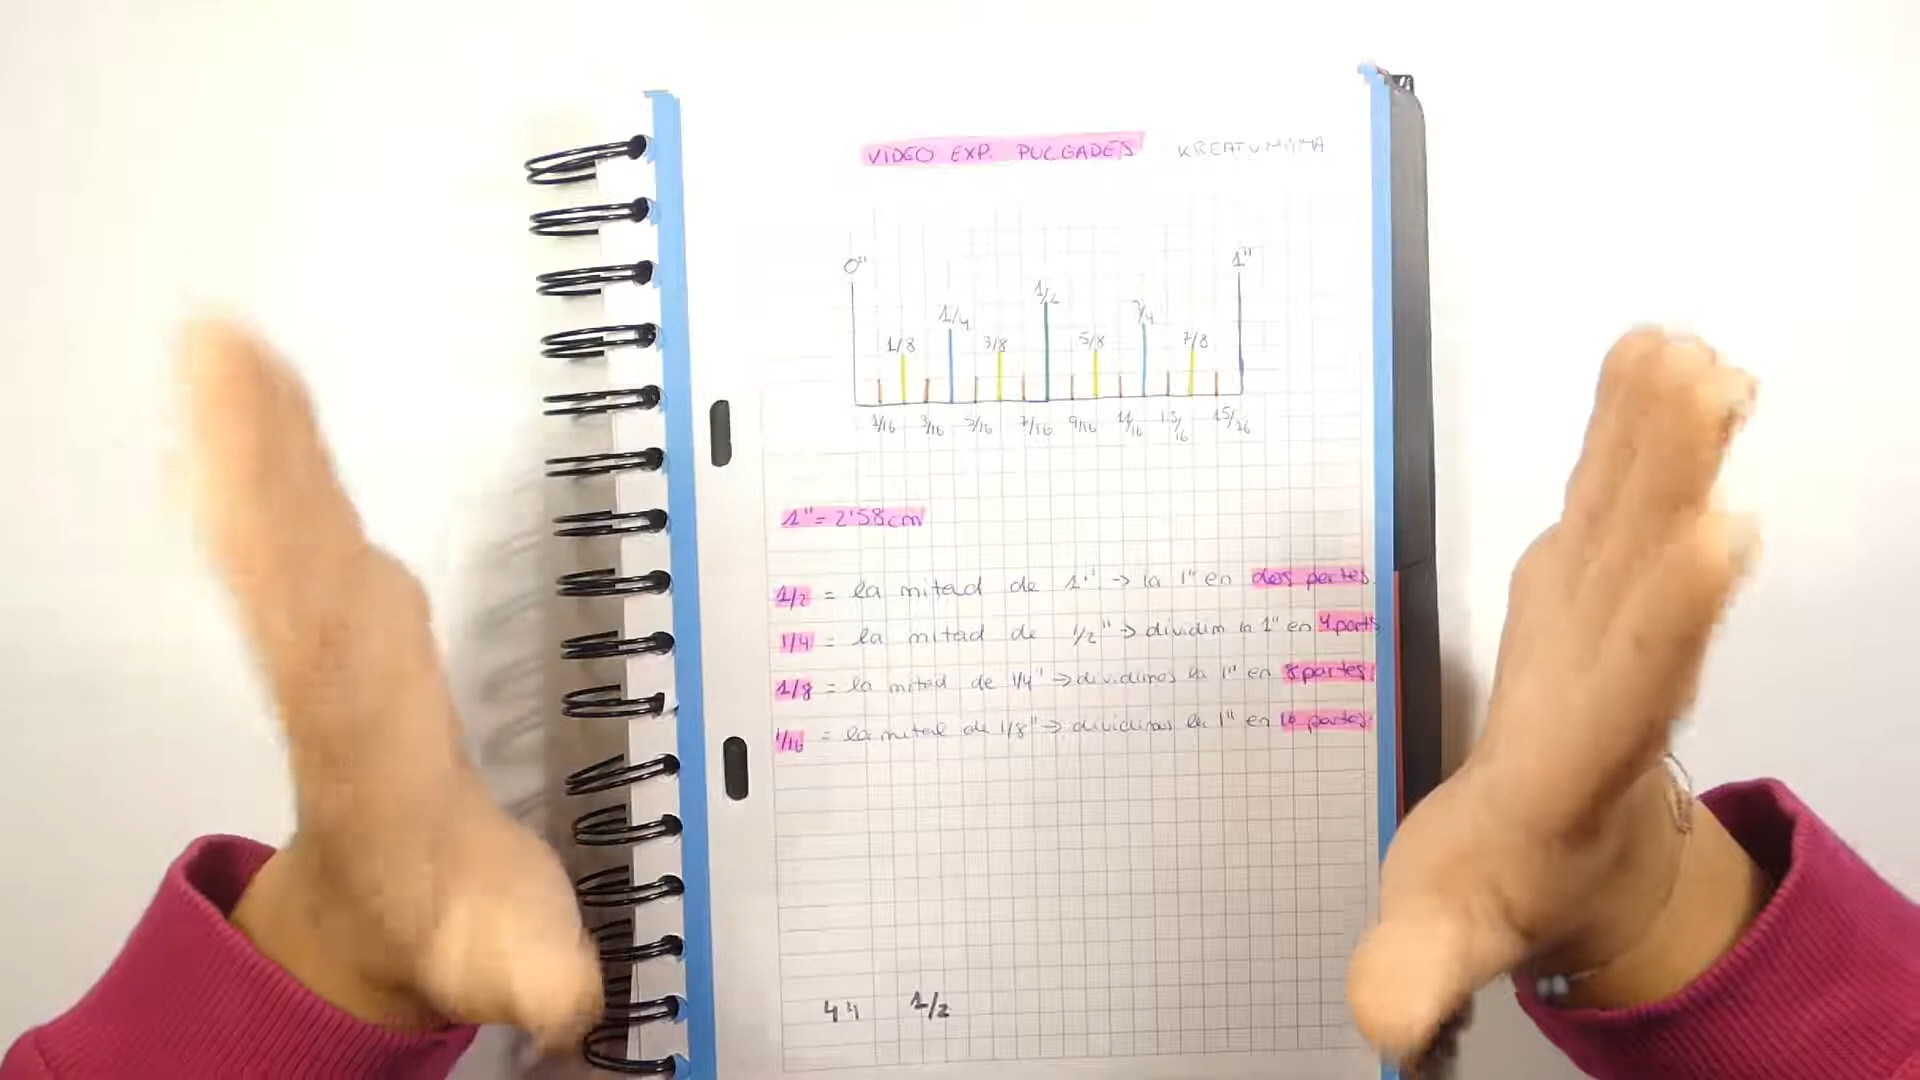 VIDEO EXP. PULGADES KREATUMAMA
0" 1"
1/2
1/4 3/4
1/8 3/8 5/8 7/8
1/16 3/16 5/16 7/16 9/16 11/16 13/16 15/16
1" = 2'58cm
1/2 = la mitad de 1" → la 1" en dos partes.
1/4 = la mitad de 1/2" → dividim la 1" en 4 parts
1/8 = la mitad de 1/4" → dividimos la 1" en 8 partes.
1/16 = la mitad de 1/8" → dividimos la 1" en 16 partes.
44 1/2